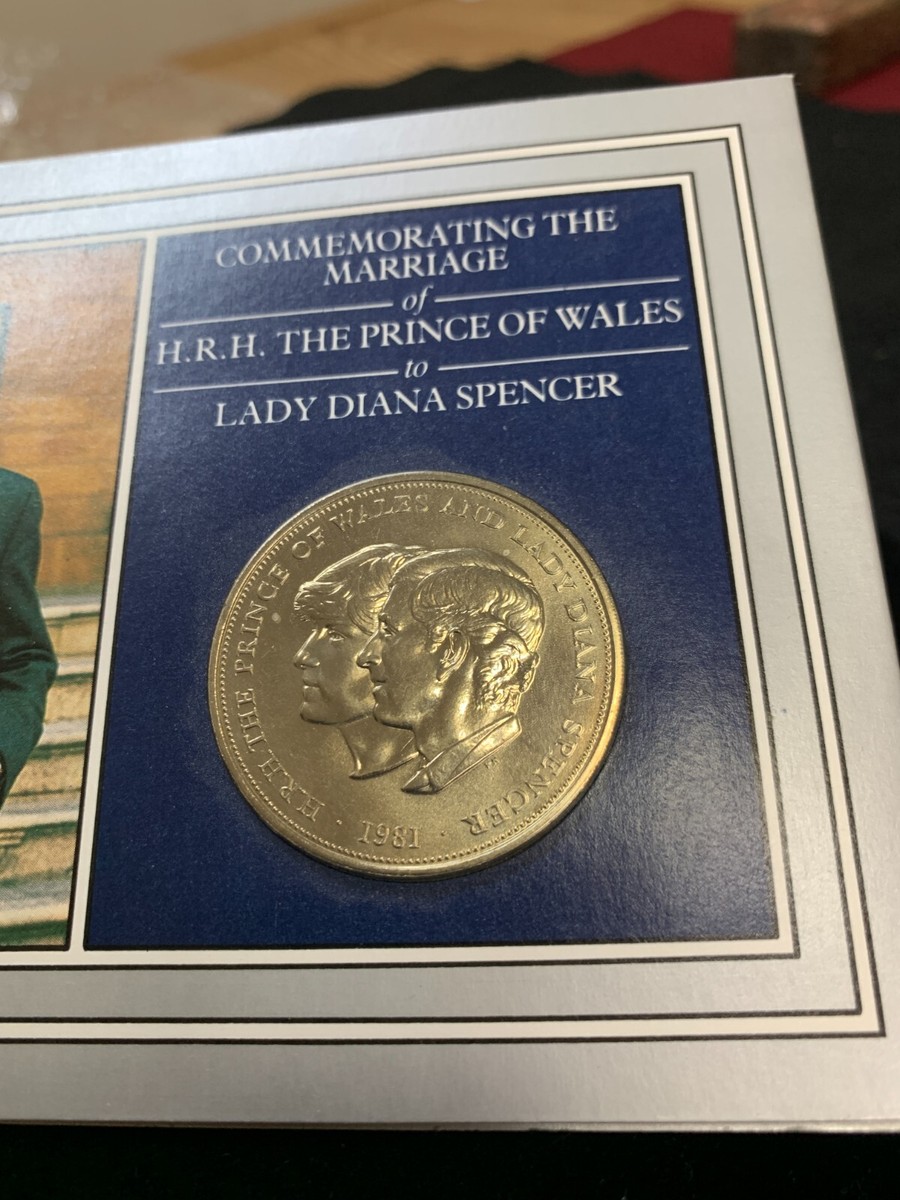 COMMEMORATING THE
MARRIAGE
of
H.R.H. THE PRINCE OF WALES
to
LADY DIANA SPENCER
H.R.H. THE PRINCE OF WALES AND LADY DIANA SPENCER
· 1981 ·